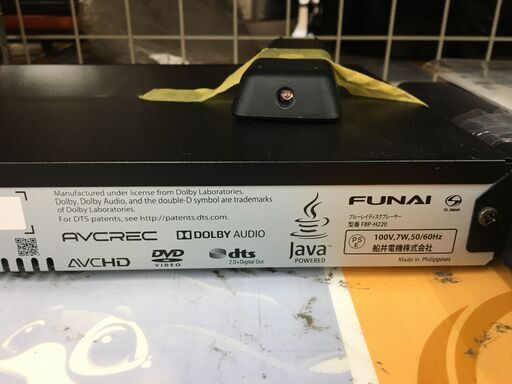 Manufactured under license from Dolby Laboratories.
Dolby, Dolby Audio, and the double-D symbol are trademarks
of Dolby Laboratories.
For DTS patents, see http://patents.dts.com.
AVCREC
DOLBY AUDIO
AVCHD
DVD
VIDEO
dts
2.0+Digital Out
Java
POWERED
FUNAI
UL Japan
ブルーレイディスクプレーヤー
型番 FBP-H220
PS
E
100V,7W,50/60Hz
船井電機株式会社
Made in Philippines